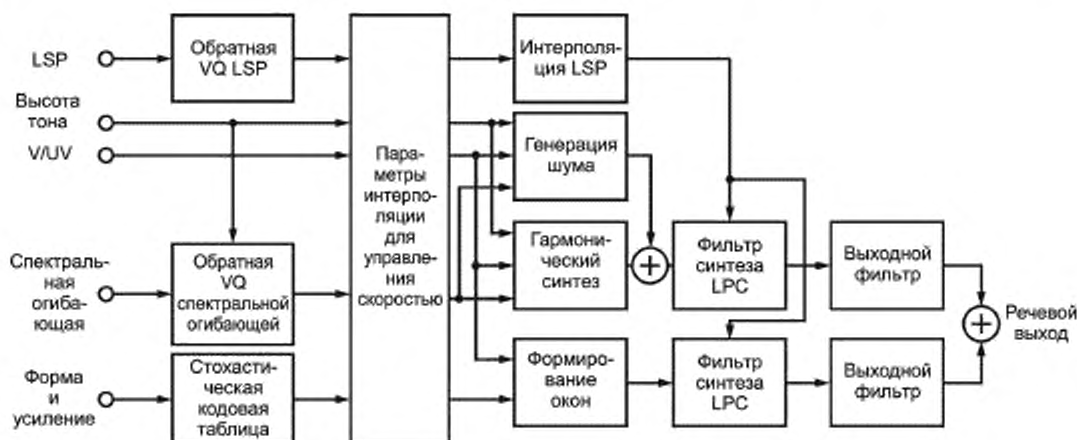 LSP
Обратная
VQ LSP
Высота
тона
V/UV
Спектраль-
ная
огиба-
ющая
Обратная
VQ
спектральной
огибающей
Форма
и
усиление
Стохасти-
ческая
кодовая
таблица
Пара-
метры
интерпо-
ляции
для
управле-
ния
скоростью
Интерполя-
ция LSP
Генерация
шума
Гармони-
ческий
синтез
Формиро-
вание
окон
Фильтр
синтеза
LPC
Фильтр
синтеза
LPC
Выходной
фильтр
Выходной
фильтр
Речевой
выход